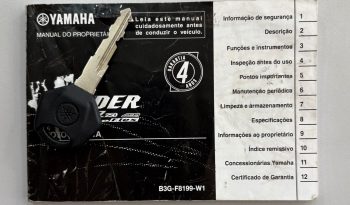 YAMAHA
MANUAL DO PROPRIETÁRIO
Leia este manual
cuidadosamente antes
de conduzir o veículo.
GARANTIA
4
ANOS
DER
250
B3G-F8199-W1
Informação de segurança 1
Descrição 2
Funções e instrumentos 3
Inspeção antes do uso 4
Pontos importantes 5
Manutenção periódica 6
Limpeza e armazenamento 7
Especificações 8
Informações ao proprietário 9
Índice remissivo 10
Concessionárias Yamaha 11
Certificado de Garantia 12